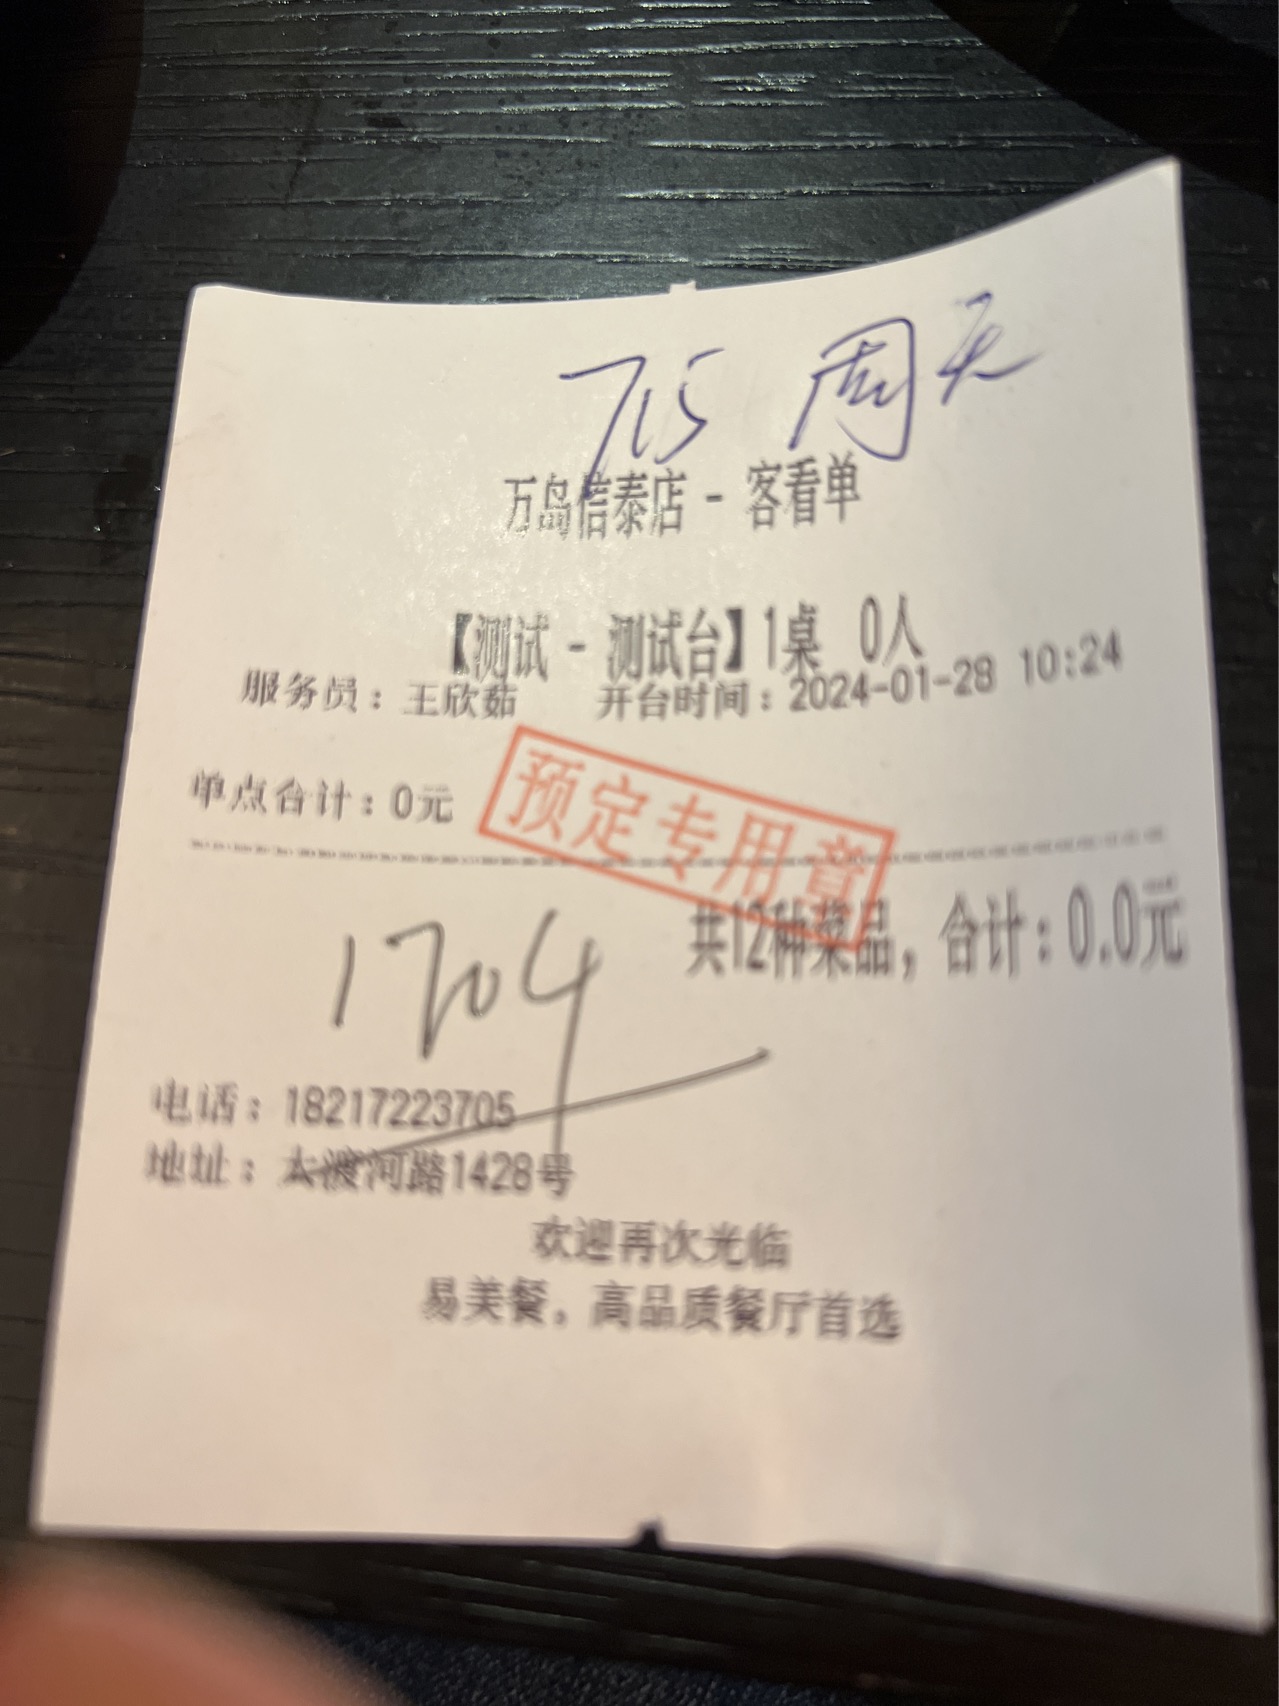 715 周天
万岛信泰店 - 客看单
【测试 - 测试台】1桌 0人
服务员：王欣茹 开台时间：2024-01-28 10:24
单点合计：0元
预定专用章
共12种菜品，合计：0.0元
1704
电话：18217223705
地址：大渡河路1428号
欢迎再次光临
易美餐，高品质餐厅首选